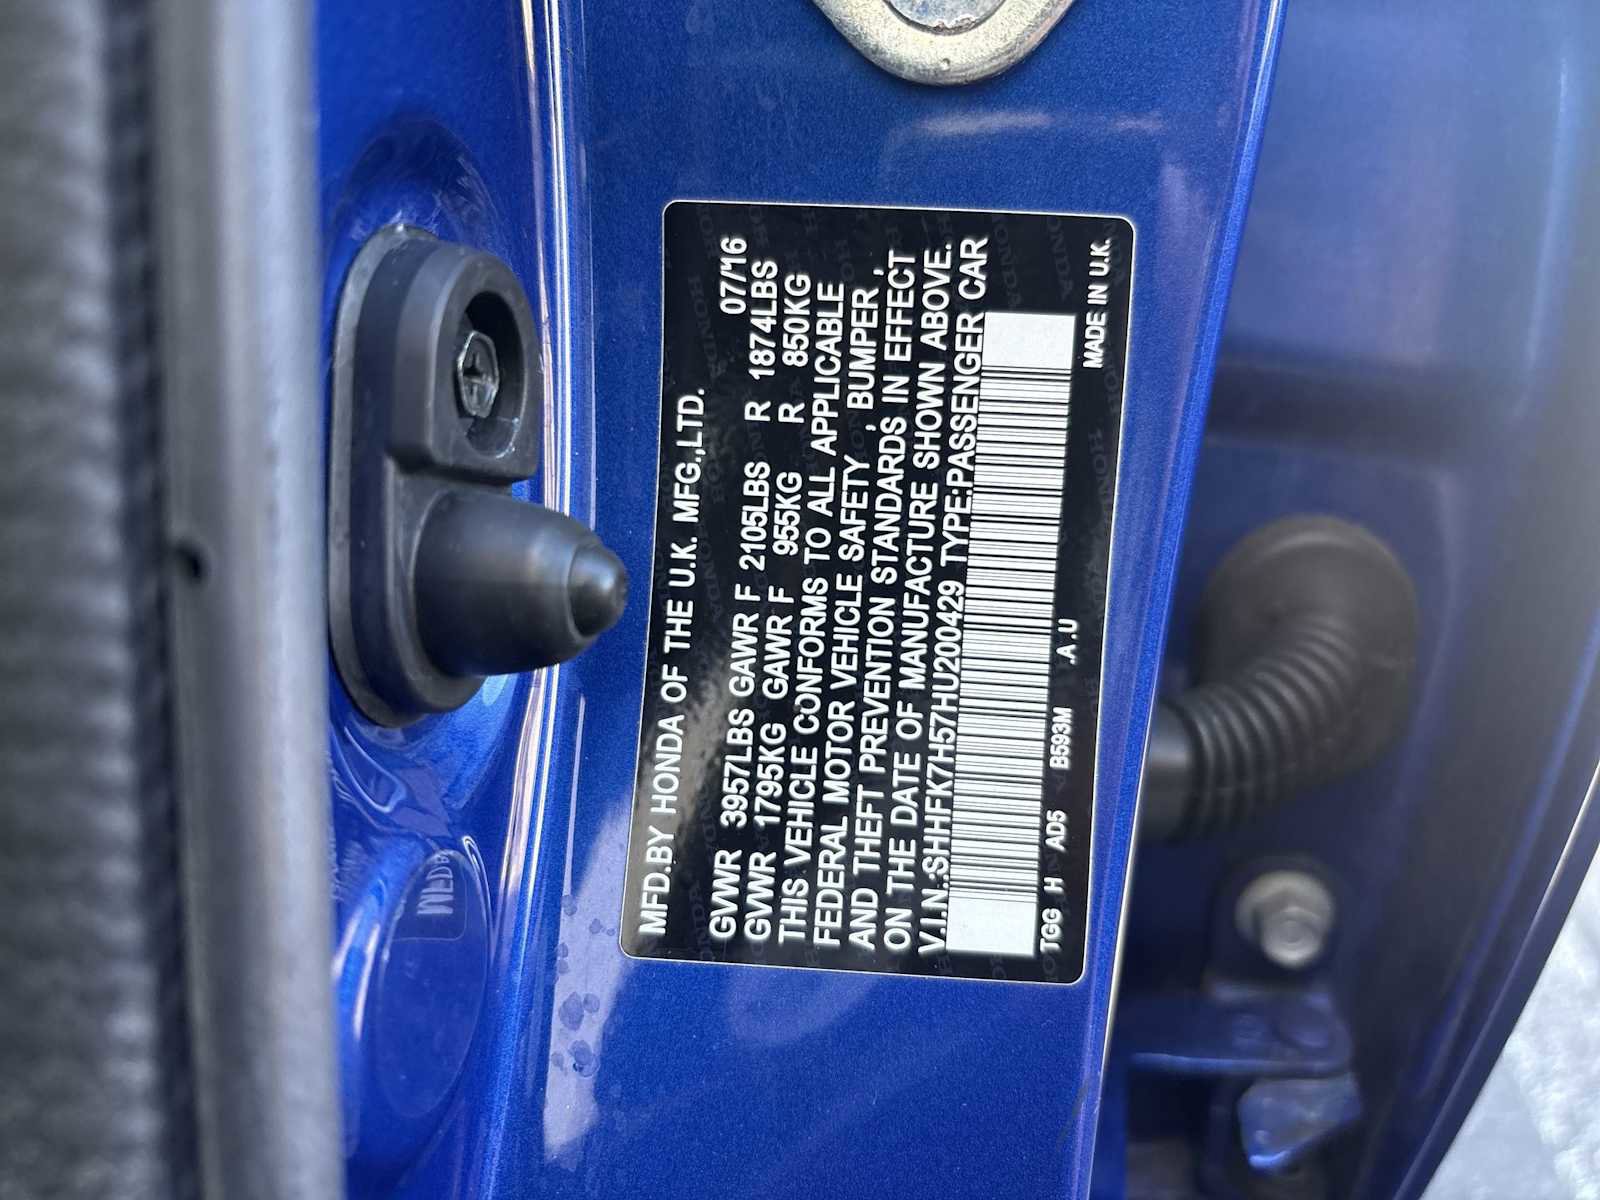 MFD.BY HONDA OF THE U.K. MFG.,LTD.
07/'16
GVWR 3957LBS GAWR F 2105LBS R 1874LBS
GVWR 1795KG GAWR F 955KG R 850KG
THIS VEHICLE CONFORMS TO ALL APPLICABLE
FEDERAL MOTOR VEHICLE SAFETY , BUMPER ,
AND THEFT PREVENTION STANDARDS IN EFFECT
ON THE DATE OF MANUFACTURE SHOWN ABOVE.
V.I.N.:SHHFK7H57HU200429 TYPE:PASSENGER CAR
TGG H AD5 B593M .A .U MADE IN U.K.